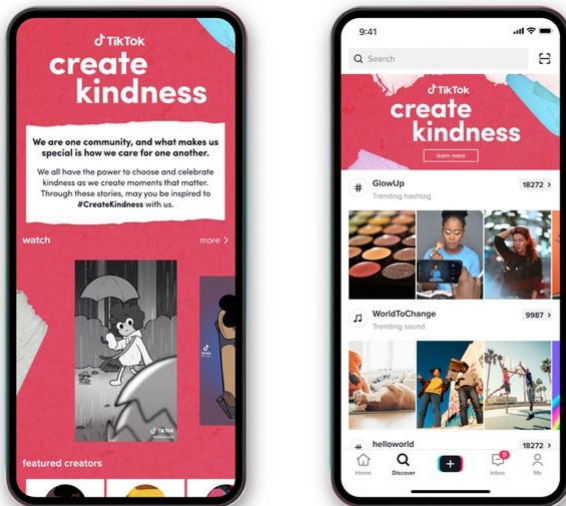 TikTok
create
kindness
We are one community, and what makes us
special is how we care for one another.
We all have the power to choose and celebrate
kindness as we create moments that matter.
Through these stories, may you be inspired to
#CreateKindness with us.
watch
more >
TikTok
featured creators
9:41
Search
TikTok
create
kindness
learn more
# GlowUp
18272 >
Trending hashtag
WorldToChange
9987 >
Trending sound
# helloworld
18272 >
Home
Discover
9
Inbox
Me